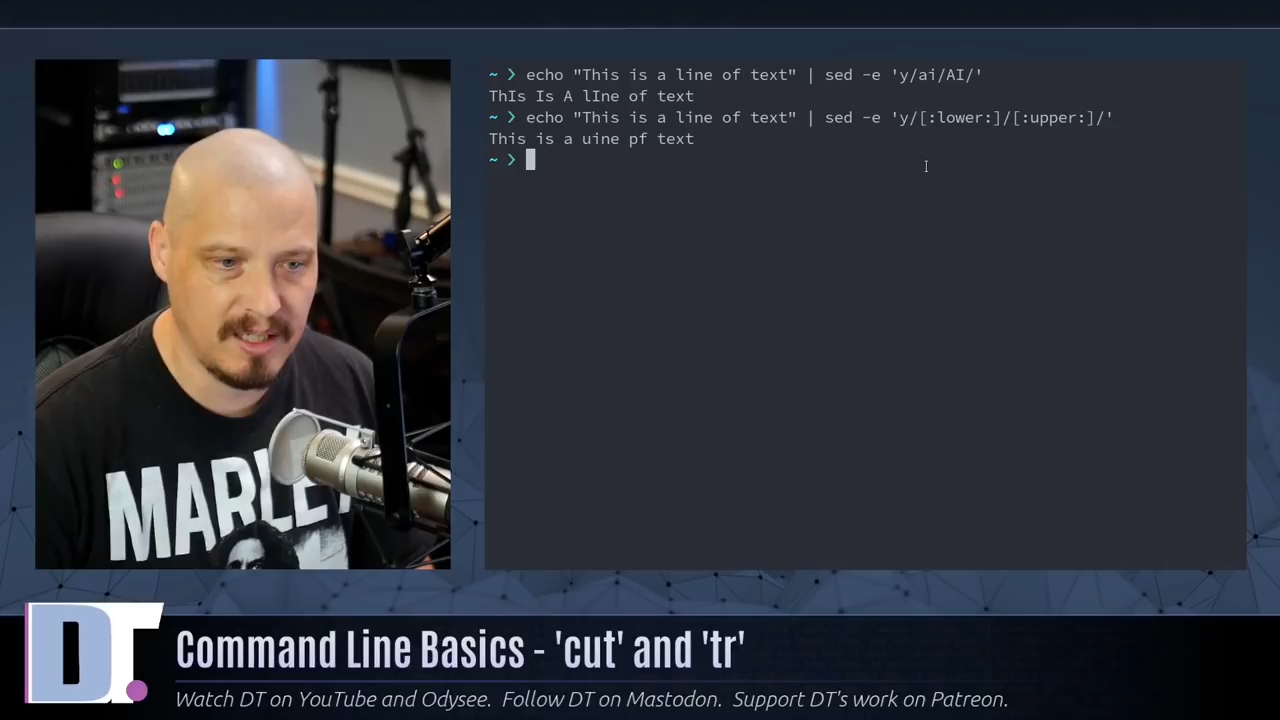 ~ ❯ echo "This is a line of text" | sed -e 'y/ai/AI/'
ThIs Is A lIne of text
~ ❯ echo "This is a line of text" | sed -e 'y/[:lower:]/[:upper:]/'
This is a uine pf text
~ ❯
MARLEY
DT.
Command Line Basics - 'cut' and 'tr'
Watch DT on YouTube and Odysee. Follow DT on Mastodon. Support DT's work on Patreon.